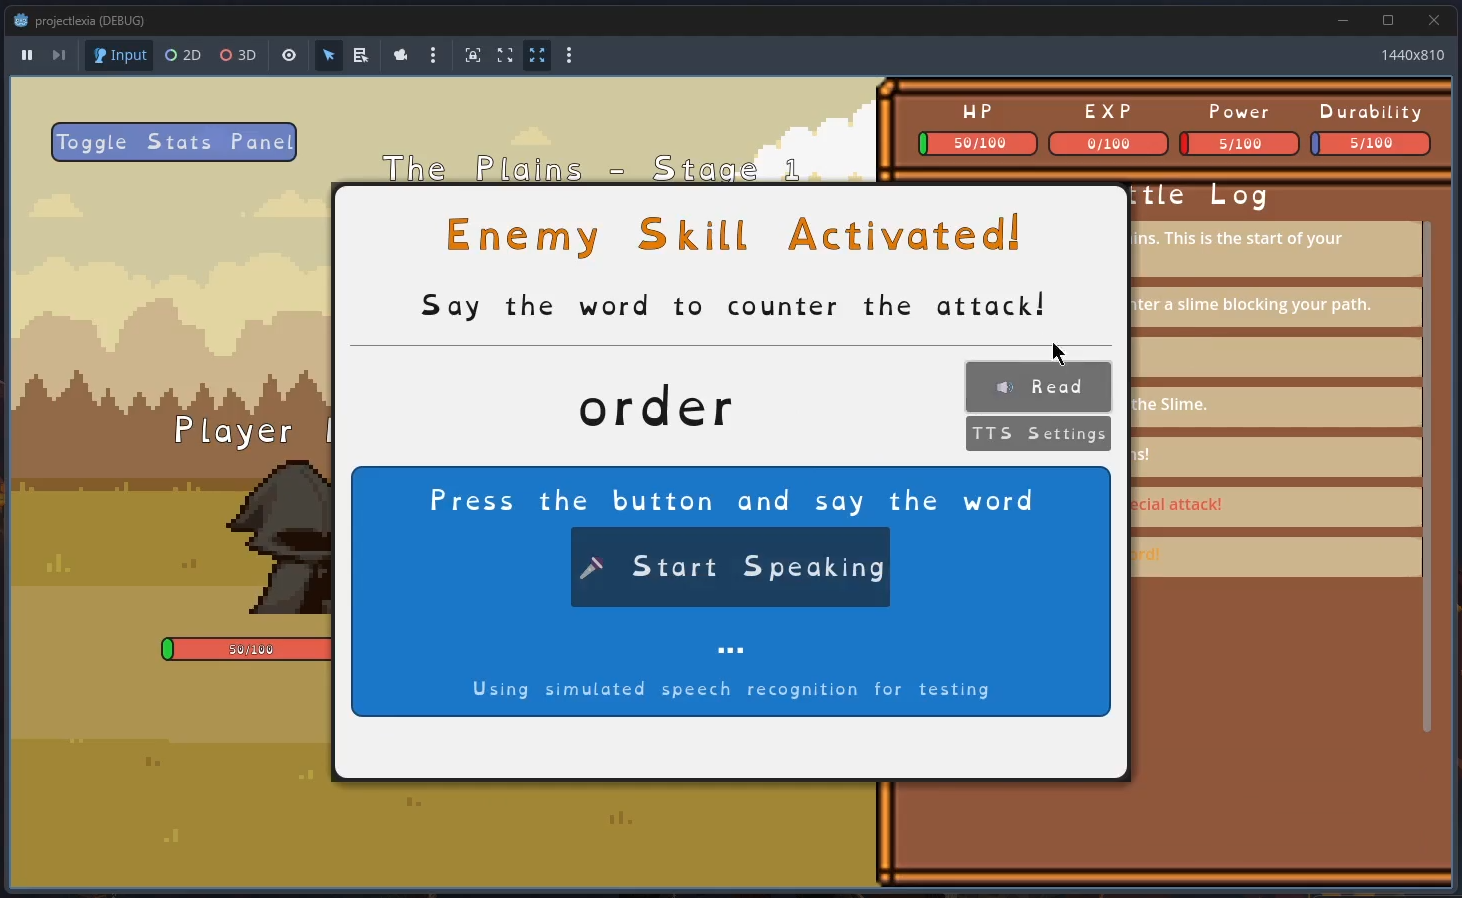 projectlexia (DEBUG)
Input 2D 3D 1440x810
Toggle Stats Panel
The Plains - Stage 1
HP EXP Power Durability
50/100 0/100 5/100 5/100
ttle Log
ins. This is the start of your
nter a slime blocking your path.
the Slime.
ns!
ecial attack!
ord!
Enemy Skill Activated!
Say the word to counter the attack!
order
Read
TTS Settings
Press the button and say the word
Start Speaking
...
Using simulated speech recognition for testing
Player
50/100